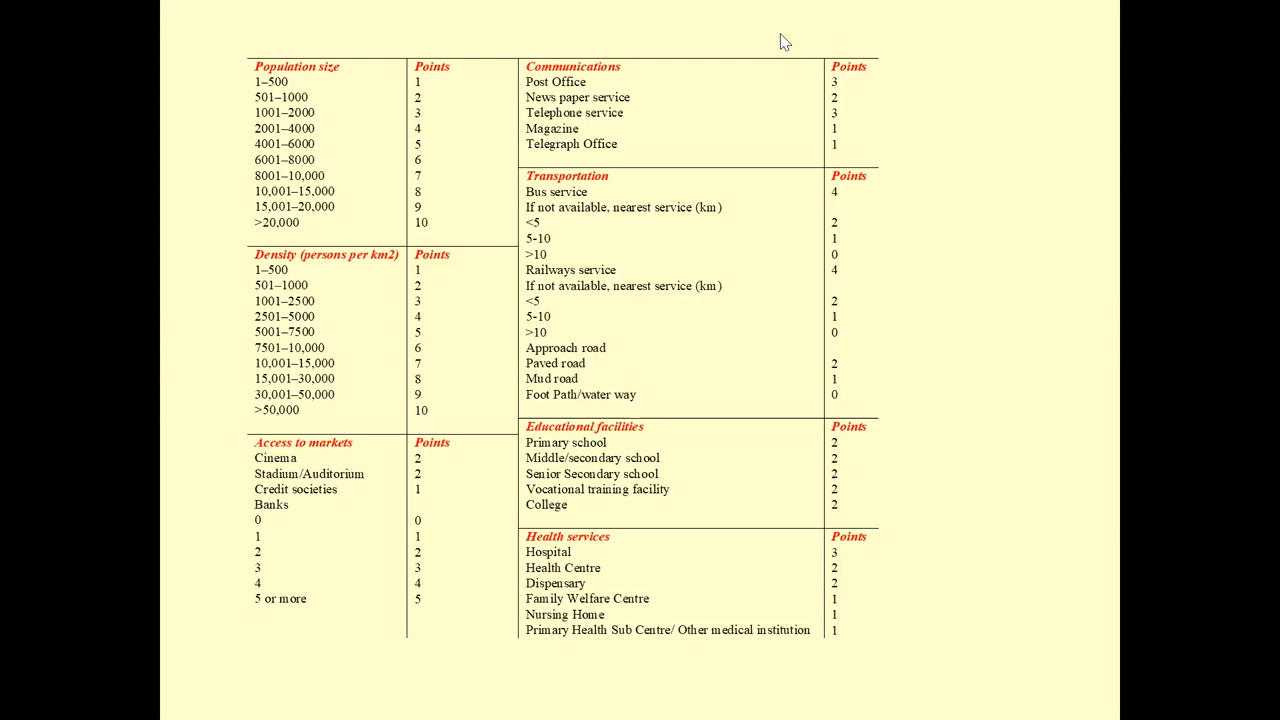 Population size Points
1–500 1
501–1000 2
1001–2000 3
2001–4000 4
4001–6000 5
6001–8000 6
8001–10,000 7
10,001–15,000 8
15,001–20,000 9
>20,000 10
Density (persons per km2) Points
1–500 1
501–1000 2
1001–2500 3
2501–5000 4
5001–7500 5
7501–10,000 6
10,001–15,000 7
15,001–30,000 8
30,001–50,000 9
>50,000 10
Access to markets Points
Cinema 2
Stadium/Auditorium 2
Credit societies 1
Banks
0 0
1 1
2 2
3 3
4 4
5 or more 5
Communications Points
Post Office 3
News paper service 2
Telephone service 3
Magazine 1
Telegraph Office 1
Transportation Points
Bus service 4
If not available, nearest service (km)
<5 2
5-10 1
>10 0
Railways service 4
If not available, nearest service (km)
<5 2
5-10 1
>10 0
Approach road
Paved road 2
Mud road 1
Foot Path/water way 0
Educational facilities Points
Primary school 2
Middle/secondary school 2
Senior Secondary school 2
Vocational training facility 2
College 2
Health services Points
Hospital 3
Health Centre 2
Dispensary 2
Family Welfare Centre 1
Nursing Home 1
Primary Health Sub Centre/ Other medical institution 1